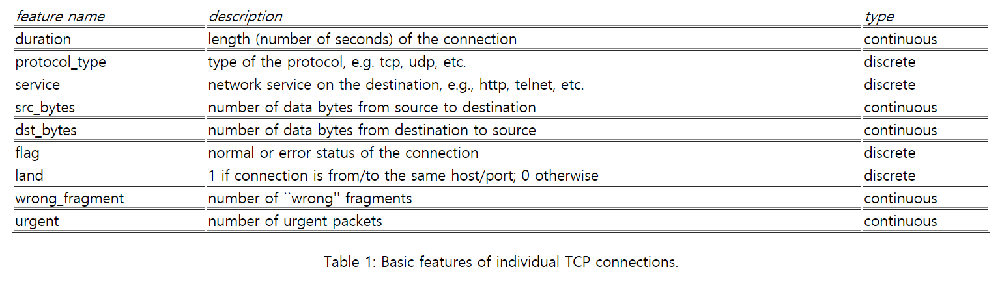 feature name description type
duration length (number of seconds) of the connection continuous
protocol_type type of the protocol, e.g. tcp, udp, etc. discrete
service network service on the destination, e.g., http, telnet, etc. discrete
src_bytes number of data bytes from source to destination continuous
dst_bytes number of data bytes from destination to source continuous
flag normal or error status of the connection discrete
land 1 if connection is from/to the same host/port; 0 otherwise discrete
wrong_fragment number of ``wrong'' fragments continuous
urgent number of urgent packets continuous
Table 1: Basic features of individual TCP connections.